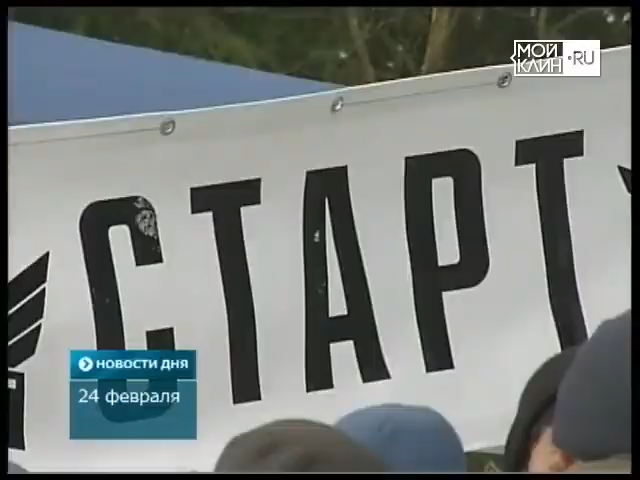 МОЙ
КЛИН.RU
СТАРТ
НОВОСТИ ДНЯ
24 февраля